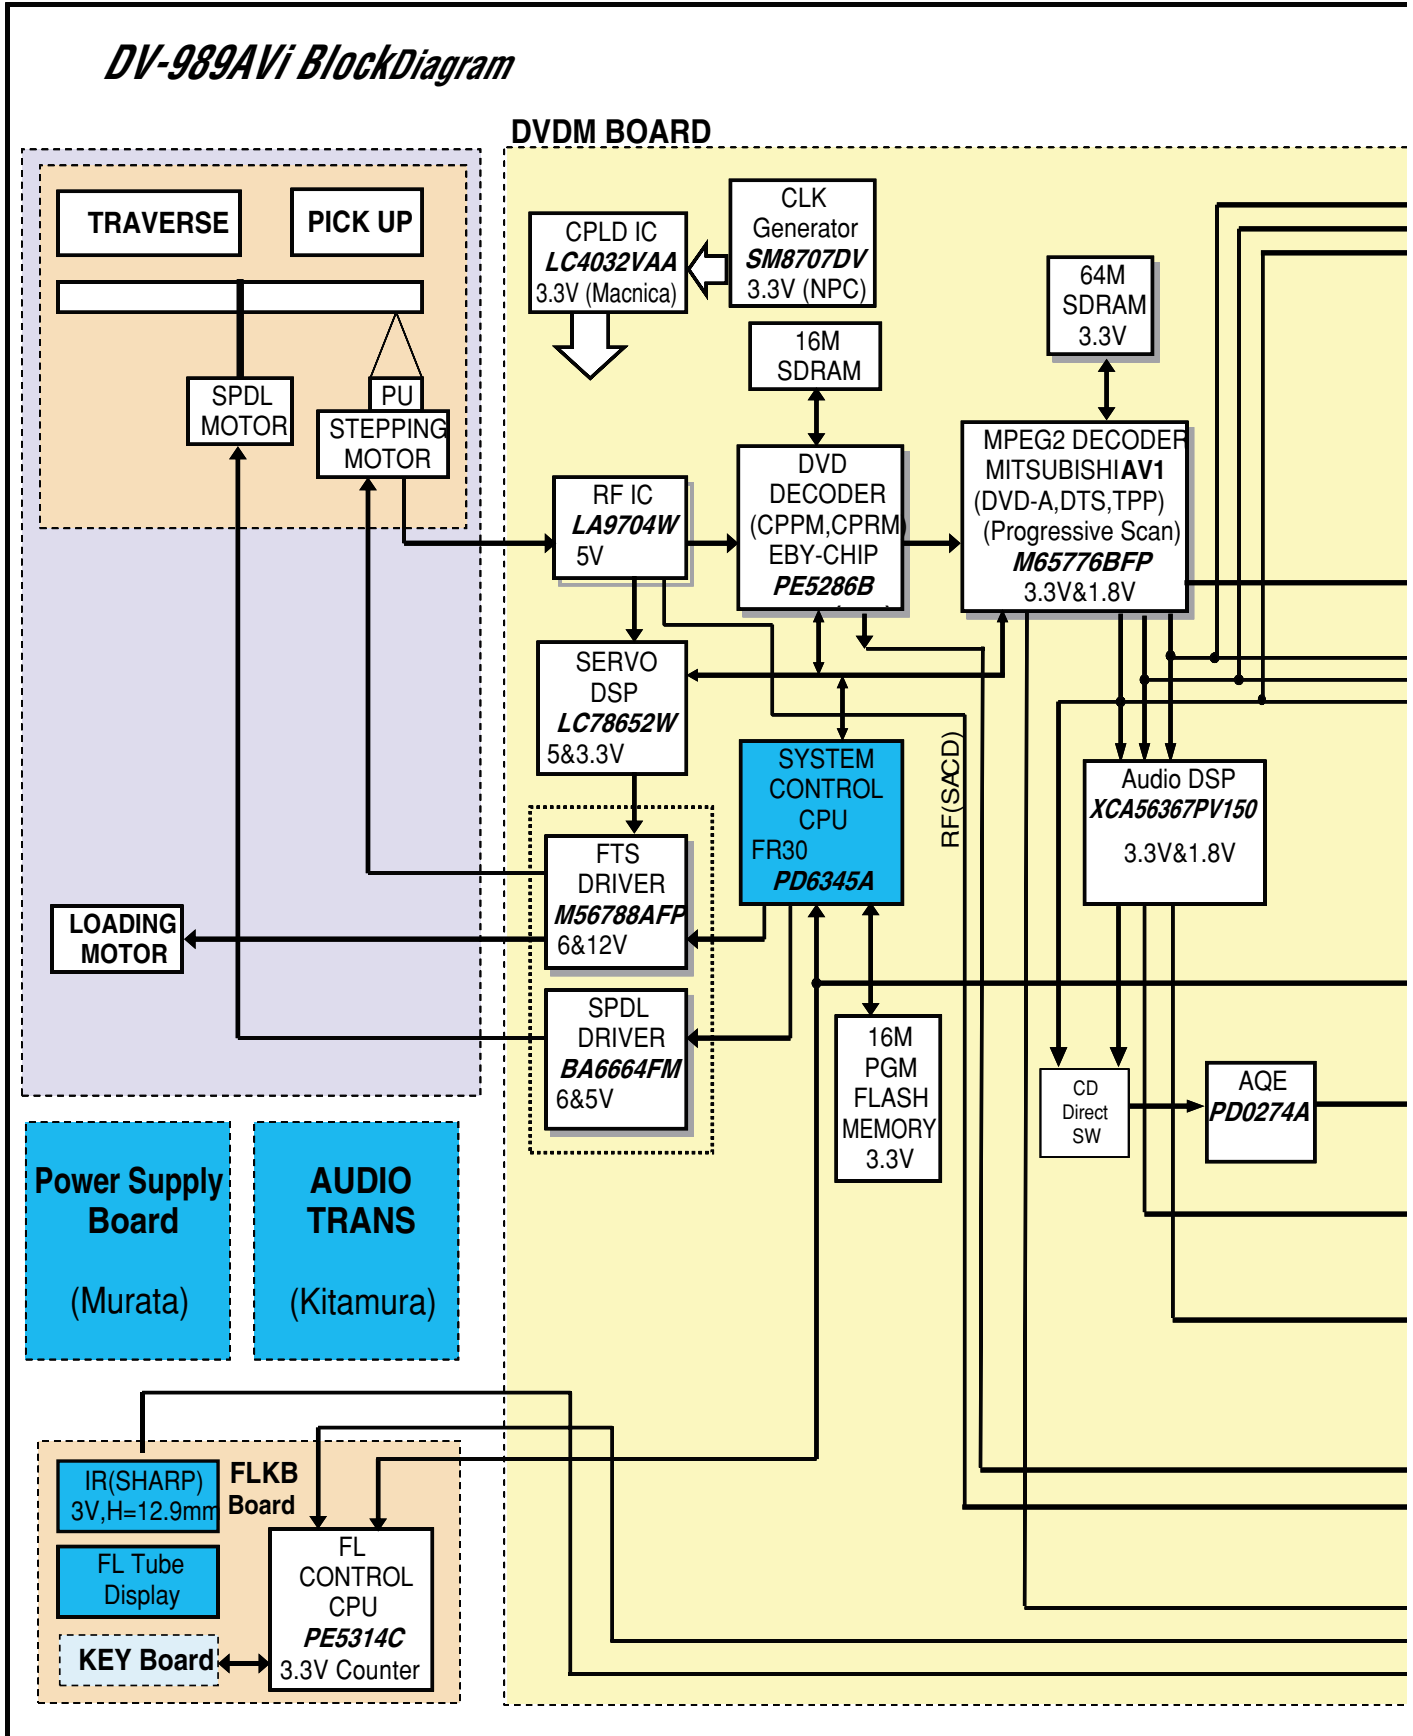 DV-989AVi BlockDiagram
DVDM BOARD
TRAVERSE
PICK UP
SPDL
MOTOR
PU
STEPPING
MOTOR
LOADING
MOTOR
CPLD IC
LC4032VAA
3.3V (Macnica)
CLK
Generator
SM8707DV
3.3V (NPC)
16M
SDRAM
64M
SDRAM
3.3V
RF IC
LA9704W
5V
DVD
DECODER
(CPPM,CPRM)
EBY-CHIP
PE5286B
MPEG2 DECODER
MITSUBISHIAV1
(DVD-A,DTS,TPP)
(Progressive Scan)
M65776BFP
3.3V&1.8V
SERVO
DSP
LC78652W
5&3.3V
SYSTEM
CONTROL
CPU
FR30
PD6345A
RF(SACD)
Audio DSP
XCA56367PV150
3.3V&1.8V
FTS
DRIVER
M56788AFP
6&12V
SPDL
DRIVER
BA6664FM
6&5V
16M
PGM
FLASH
MEMORY
3.3V
CD
Direct
SW
AQE
PD0274A
Power Supply
Board
(Murata)
AUDIO
TRANS
(Kitamura)
IR(SHARP)
3V,H=12.9mm
FLKB
Board
FL Tube
Display
KEY Board
FL
CONTROL
CPU
PE5314C
3.3V Counter